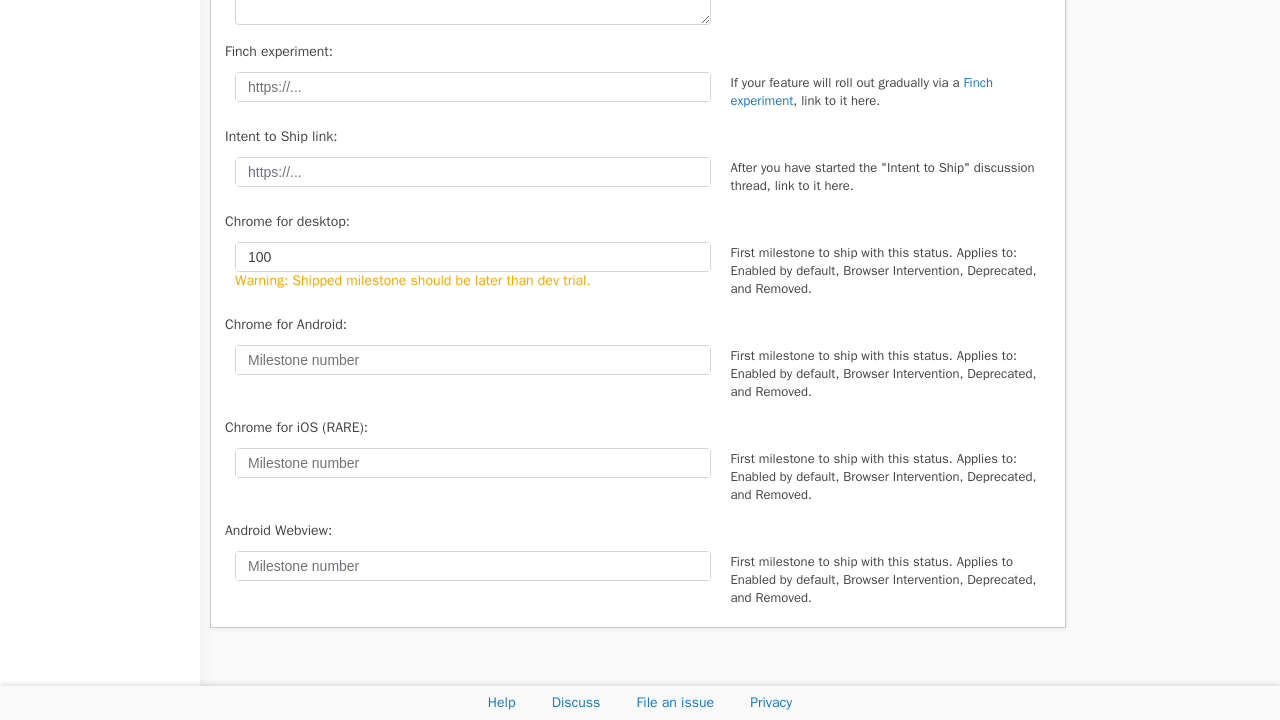 Finch experiment:
https://...
If your feature will roll out gradually via a Finch
experiment, link to it here.
Intent to Ship link:
https://...
After you have started the "Intent to Ship" discussion
thread, link to it here.
Chrome for desktop:
100
Warning: Shipped milestone should be later than dev trial.
First milestone to ship with this status. Applies to:
Enabled by default, Browser Intervention, Deprecated,
and Removed.
Chrome for Android:
Milestone number
First milestone to ship with this status. Applies to:
Enabled by default, Browser Intervention, Deprecated,
and Removed.
Chrome for iOS (RARE):
Milestone number
First milestone to ship with this status. Applies to:
Enabled by default, Browser Intervention, Deprecated,
and Removed.
Android Webview:
Milestone number
First milestone to ship with this status. Applies to
Enabled by default, Browser Intervention, Deprecated,
and Removed.
Help Discuss File an issue Privacy